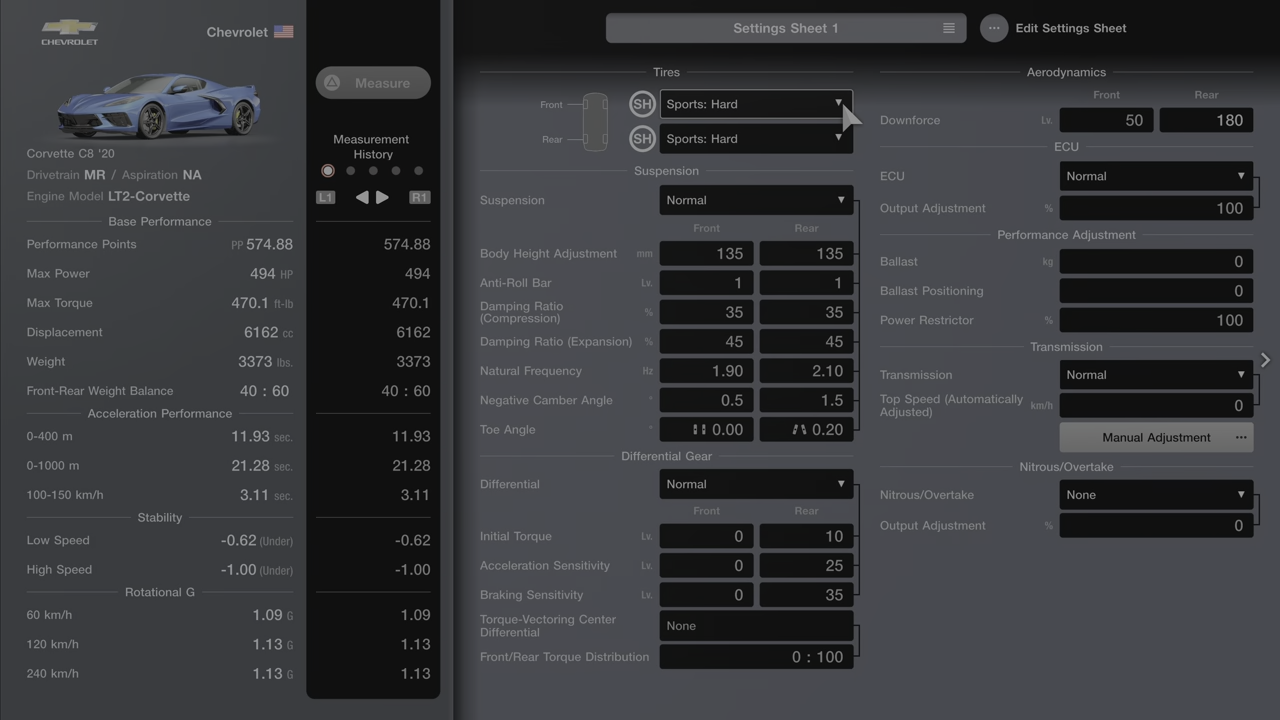 CHEVROLET
Chevrolet
Corvette C8 '20
Drivetrain MR / Aspiration NA
Engine Model LT2-Corvette
Base Performance
Performance Points PP 574.88
Max Power 494 HP
Max Torque 470.1 ft-lb
Displacement 6162 cc
Weight 3373 lbs.
Front-Rear Weight Balance 40 : 60
Acceleration Performance
0-400 m 11.93 sec.
0-1000 m 21.28 sec.
100-150 km/h 3.11 sec.
Stability
Low Speed -0.62 (Under)
High Speed -1.00 (Under)
Rotational G
60 km/h 1.09 G
120 km/h 1.13 G
240 km/h 1.13 G
Measure
Measurement
History
L1 R1
574.88
494
470.1
6162
3373
40 : 60
11.93
21.28
3.11
-0.62
-1.00
1.09
1.13
1.13
Settings Sheet 1
Edit Settings Sheet
Tires
Front SH Sports: Hard
Rear SH Sports: Hard
Suspension
Suspension Normal
Front Rear
Body Height Adjustment mm 135 135
Anti-Roll Bar Lv. 1 1
Damping Ratio
(Compression) % 35 35
Damping Ratio (Expansion) % 45 45
Natural Frequency Hz 1.90 2.10
Negative Camber Angle ° 0.5 1.5
Toe Angle ° 0.00 0.20
Differential Gear
Differential Normal
Front Rear
Initial Torque Lv. 0 10
Acceleration Sensitivity Lv. 0 25
Braking Sensitivity Lv. 0 35
Torque-Vectoring Center
Differential None
Front/Rear Torque Distribution 0 : 100
Aerodynamics
Front Rear
Downforce Lv. 50 180
ECU
ECU Normal
Output Adjustment % 100
Performance Adjustment
Ballast kg 0
Ballast Positioning 0
Power Restrictor % 100
Transmission
Transmission Normal
Top Speed (Automatically
Adjusted) km/h 0
Manual Adjustment
Nitrous/Overtake
Nitrous/Overtake None
Output Adjustment % 0